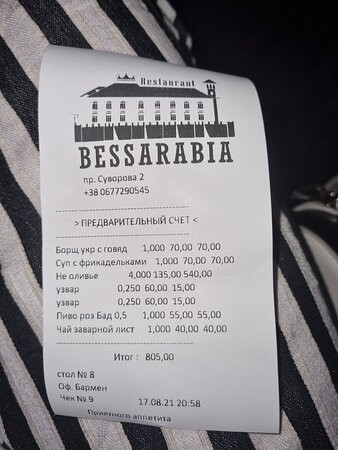 Restaurant
BESSARABIA
пр. Суворова 2
+38 0677290545
> ПРЕДВАРИТЕЛЬНЫЙ СЧЕТ <
Борщ укр с говяд 1,000 70,00 70,00
Суп с фрикадельками 1,000 70,00 70,00
Не оливье 4,000 135,00 540,00
узвар 0,250 60,00 15,00
узвар 0,250 60,00 15,00
Пиво роз Бад 0,5 1,000 55,00 55,00
Чай заварной лист 1,000 40,00 40,00
Итог : 805,00
стол № 8
Оф. Бармен
Чек № 9 17.08.21 20:58
Приятного аппетита